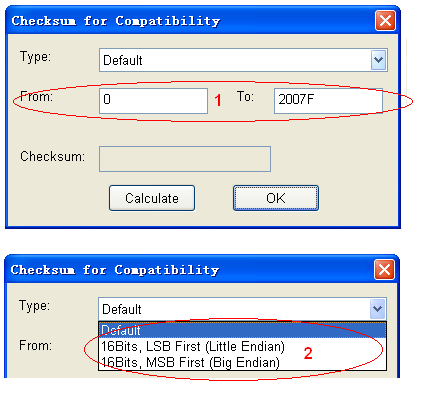 Checksum for Compatibility
Type: Default
From: 0 1 To: 2007F
Checksum:
Calculate OK
Checksum for Compatibility
Type: Default
Default
From: 16Bits, LSB First (Little Endian) 2
16Bits, MSB First (Big Endian)